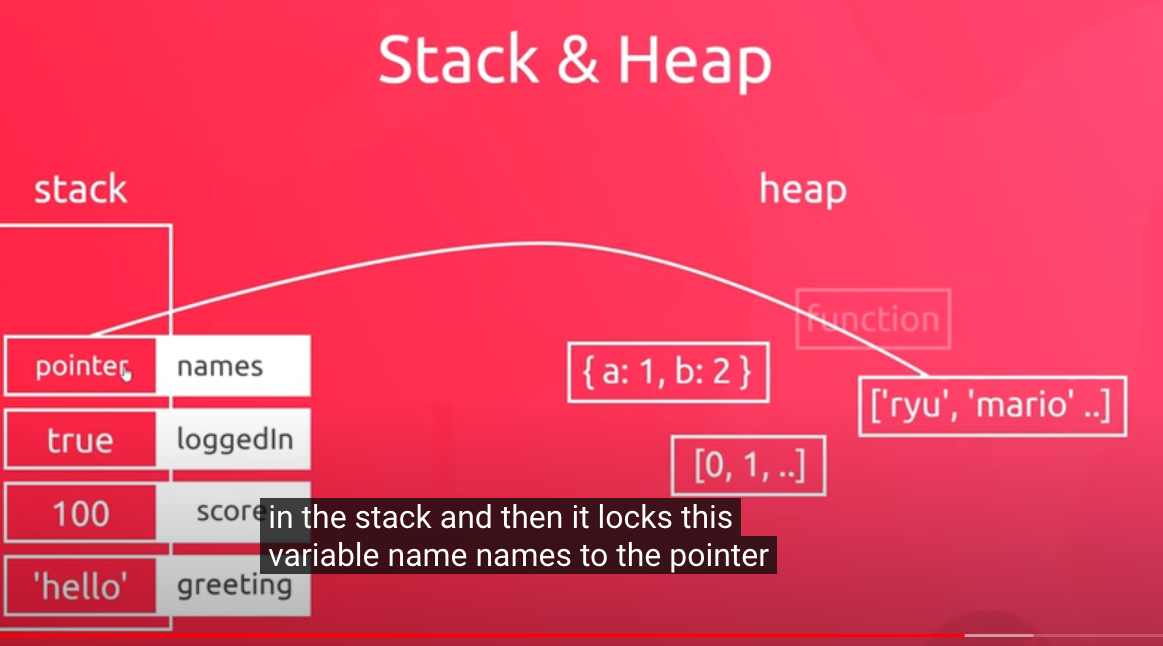 Stack & Heap
stack
heap
function
pointer names
{ a: 1, b: 2 }
['ryu', 'mario' ..]
true loggedIn
[0, 1, ..]
100 score
in the stack and then it locks this
variable name names to the pointer
'hello' greeting